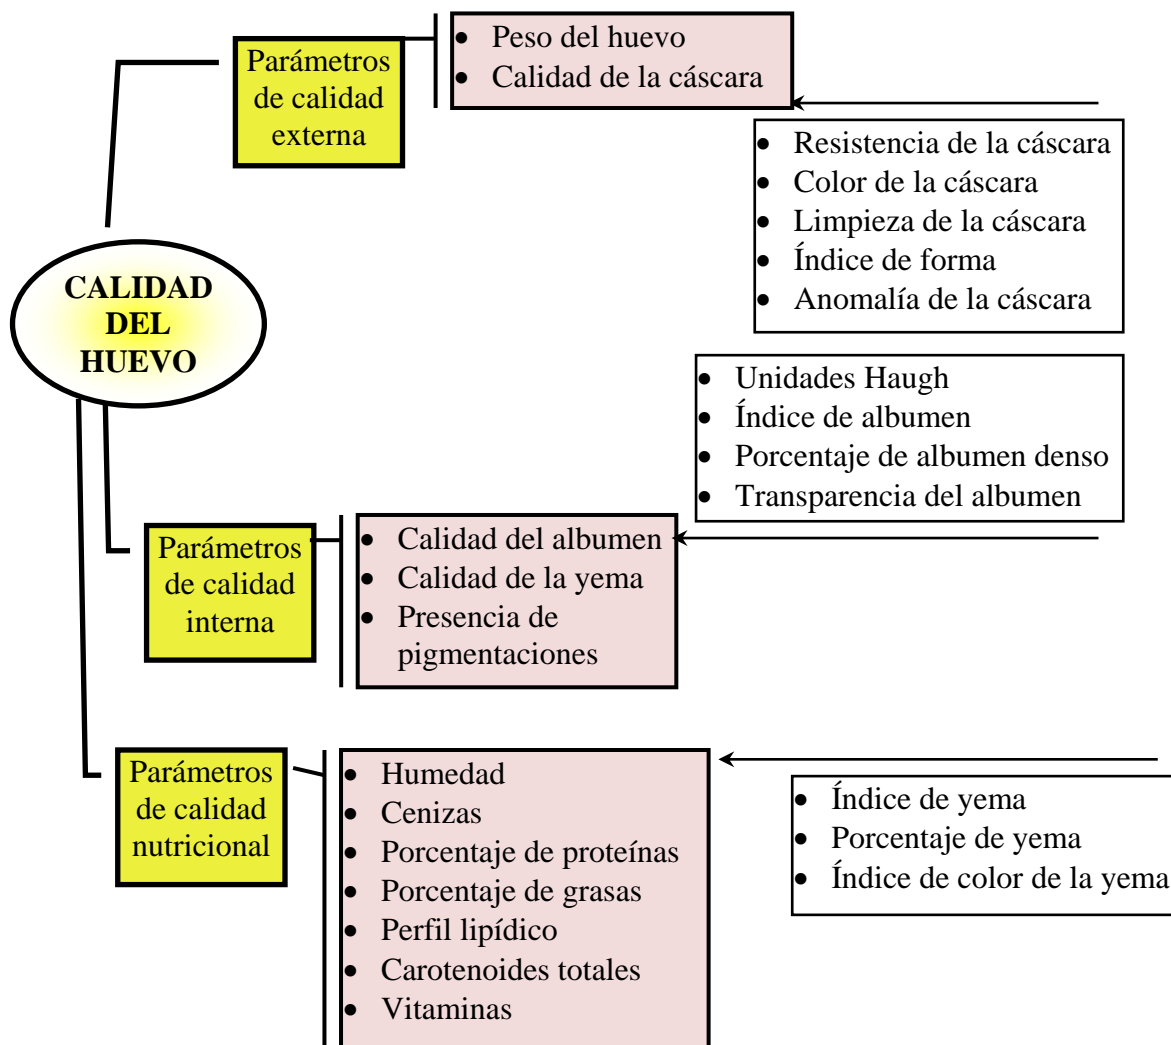 Parámetros
de calidad
externa
• Peso del huevo
• Calidad de la cáscara
• Resistencia de la cáscara
• Color de la cáscara
• Limpieza de la cáscara
• Índice de forma
• Anomalía de la cáscara
CALIDAD
DEL
HUEVO
• Unidades Haugh
• Índice de albumen
• Porcentaje de albumen denso
• Transparencia del albumen
Parámetros
de calidad
interna
• Calidad del albumen
• Calidad de la yema
• Presencia de
pigmentaciones
Parámetros
de calidad
nutricional
• Humedad
• Cenizas
• Porcentaje de proteínas
• Porcentaje de grasas
• Perfil lipídico
• Carotenoides totales
• Vitaminas
• Índice de yema
• Porcentaje de yema
• Índice de color de la yema